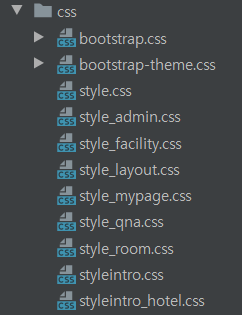 css
bootstrap.css
bootstrap-theme.css
style.css
style_admin.css
style_facility.css
style_layout.css
style_mypage.css
style_qna.css
style_room.css
styleintro.css
styleintro_hotel.css